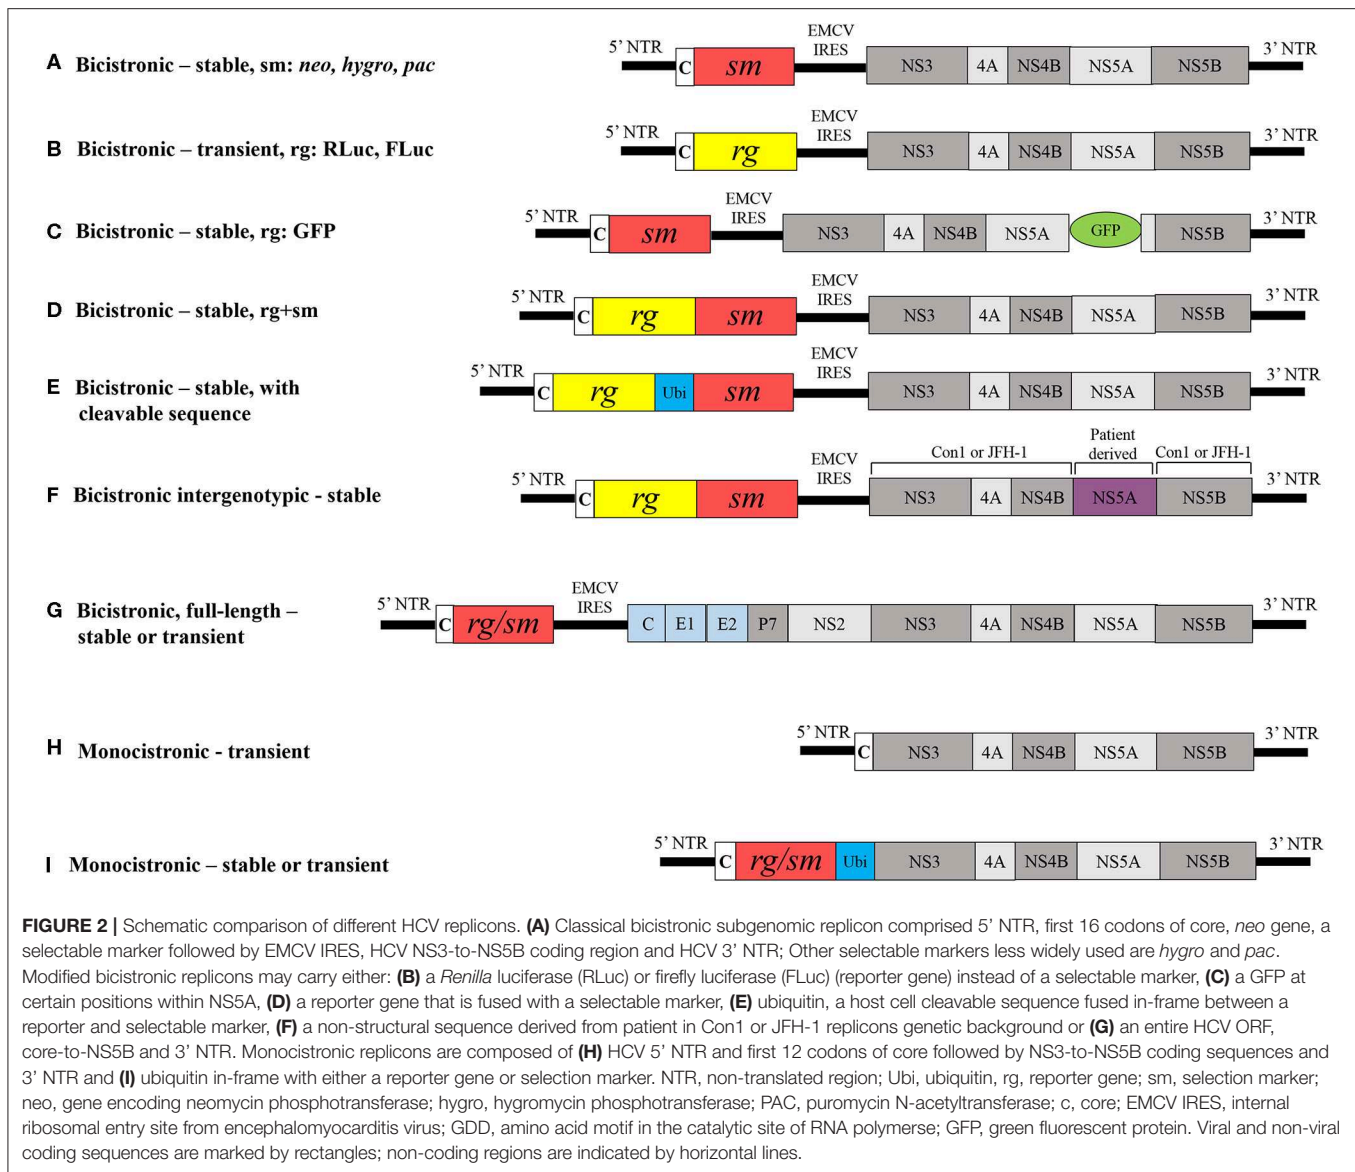 A Bicistronic – stable, sm: neo, hygro, pac
5' NTR
C
sm
EMCV
IRES
NS3
4A
NS4B
NS5A
NS5B
3' NTR
B Bicistronic – transient, rg: RLuc, FLuc
5' NTR
C
rg
EMCV
IRES
NS3
4A
NS4B
NS5A
NS5B
3' NTR
C Bicistronic – stable, rg: GFP
5' NTR
C
sm
EMCV
IRES
NS3
4A
NS4B
NS5A
GFP
NS5B
3' NTR
D Bicistronic – stable, rg+sm
5' NTR
C
rg
sm
EMCV
IRES
NS3
4A
NS4B
NS5A
NS5B
3' NTR
E Bicistronic – stable, with
cleavable sequence
5' NTR
C
rg
Ubi
sm
EMCV
IRES
NS3
4A
NS4B
NS5A
NS5B
3' NTR
F Bicistronic intergenotypic - stable
5' NTR
C
rg
sm
EMCV
IRES
Con1 or JFH-1
Patient
derived
Con1 or JFH-1
NS3
4A
NS4B
NS5A
NS5B
3' NTR
G Bicistronic, full-length –
stable or transient
5' NTR
C
rg/sm
EMCV
IRES
C
E1
E2
P7
NS2
NS3
4A
NS4B
NS5A
NS5B
3' NTR
H Monocistronic - transient
5' NTR
C
NS3
4A
NS4B
NS5A
NS5B
3' NTR
I Monocistronic – stable or transient
5' NTR
C
rg/sm
Ubi
NS3
4A
NS4B
NS5A
NS5B
3' NTR
FIGURE 2 | Schematic comparison of different HCV replicons. (A) Classical bicistronic subgenomic replicon comprised 5' NTR, first 16 codons of core, neo gene, a
selectable marker followed by EMCV IRES, HCV NS3-to-NS5B coding region and HCV 3' NTR; Other selectable markers less widely used are hygro and pac.
Modified bicistronic replicons may carry either: (B) a Renilla luciferase (RLuc) or firefly luciferase (FLuc) (reporter gene) instead of a selectable marker, (C) a GFP at
certain positions within NS5A, (D) a reporter gene that is fused with a selectable marker, (E) ubiquitin, a host cell cleavable sequence fused in-frame between a
reporter and selectable marker, (F) a non-structural sequence derived from patient in Con1 or JFH-1 replicons genetic background or (G) an entire HCV ORF,
core-to-NS5B and 3' NTR. Monocistronic replicons are composed of (H) HCV 5' NTR and first 12 codons of core followed by NS3-to-NS5B coding sequences and
3' NTR and (I) ubiquitin in-frame with either a reporter gene or selection marker. NTR, non-translated region; Ubi, ubiquitin, rg, reporter gene; sm, selection marker;
neo, gene encoding neomycin phosphotransferase; hygro, hygromycin phosphotransferase; PAC, puromycin N-acetyltransferase; c, core; EMCV IRES, internal
ribosomal entry site from encephalomyocarditis virus; GDD, amino acid motif in the catalytic site of RNA polymerse; GFP, green fluorescent protein. Viral and non-viral
coding sequences are marked by rectangles; non-coding regions are indicated by horizontal lines.